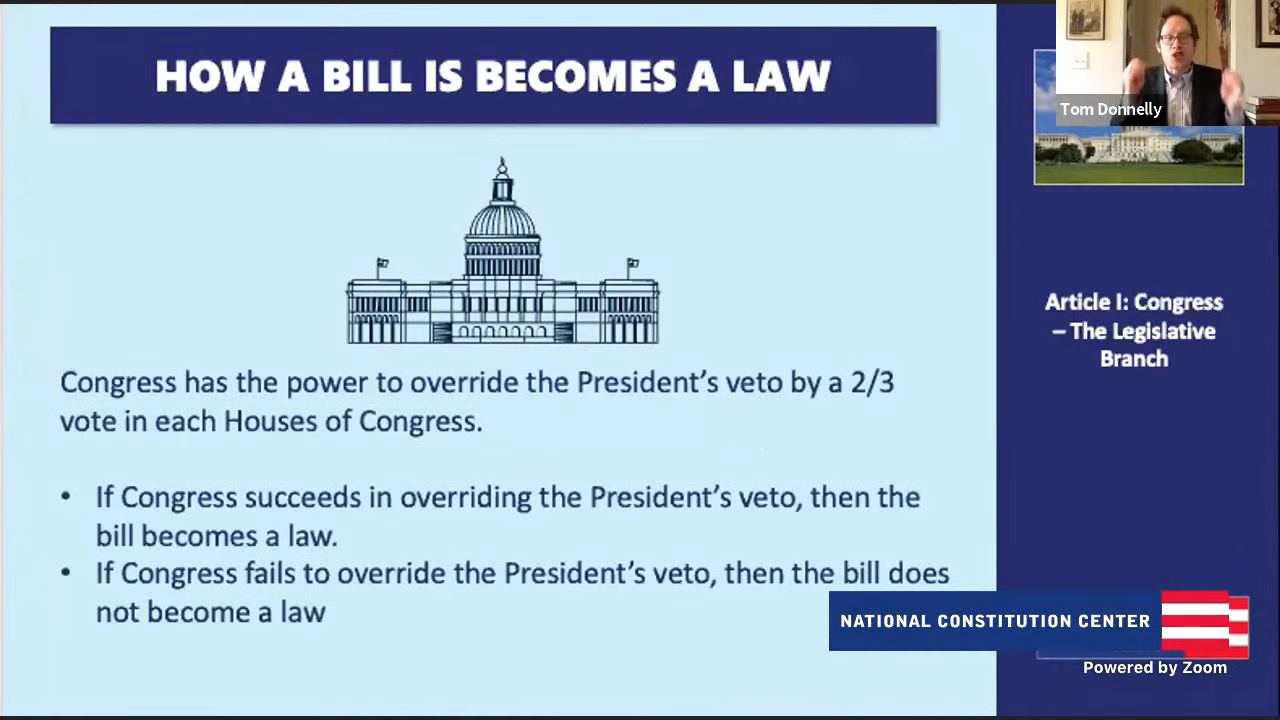 HOW A BILL IS BECOMES A LAW
Tom Donnelly
Article I: Congress
– The Legislative
Branch
Congress has the power to override the President’s veto by a 2/3
vote in each Houses of Congress.
• If Congress succeeds in overriding the President’s veto, then the
bill becomes a law.
• If Congress fails to override the President’s veto, then the bill does
not become a law
NATIONAL CONSTITUTION CENTER
Powered by Zoom